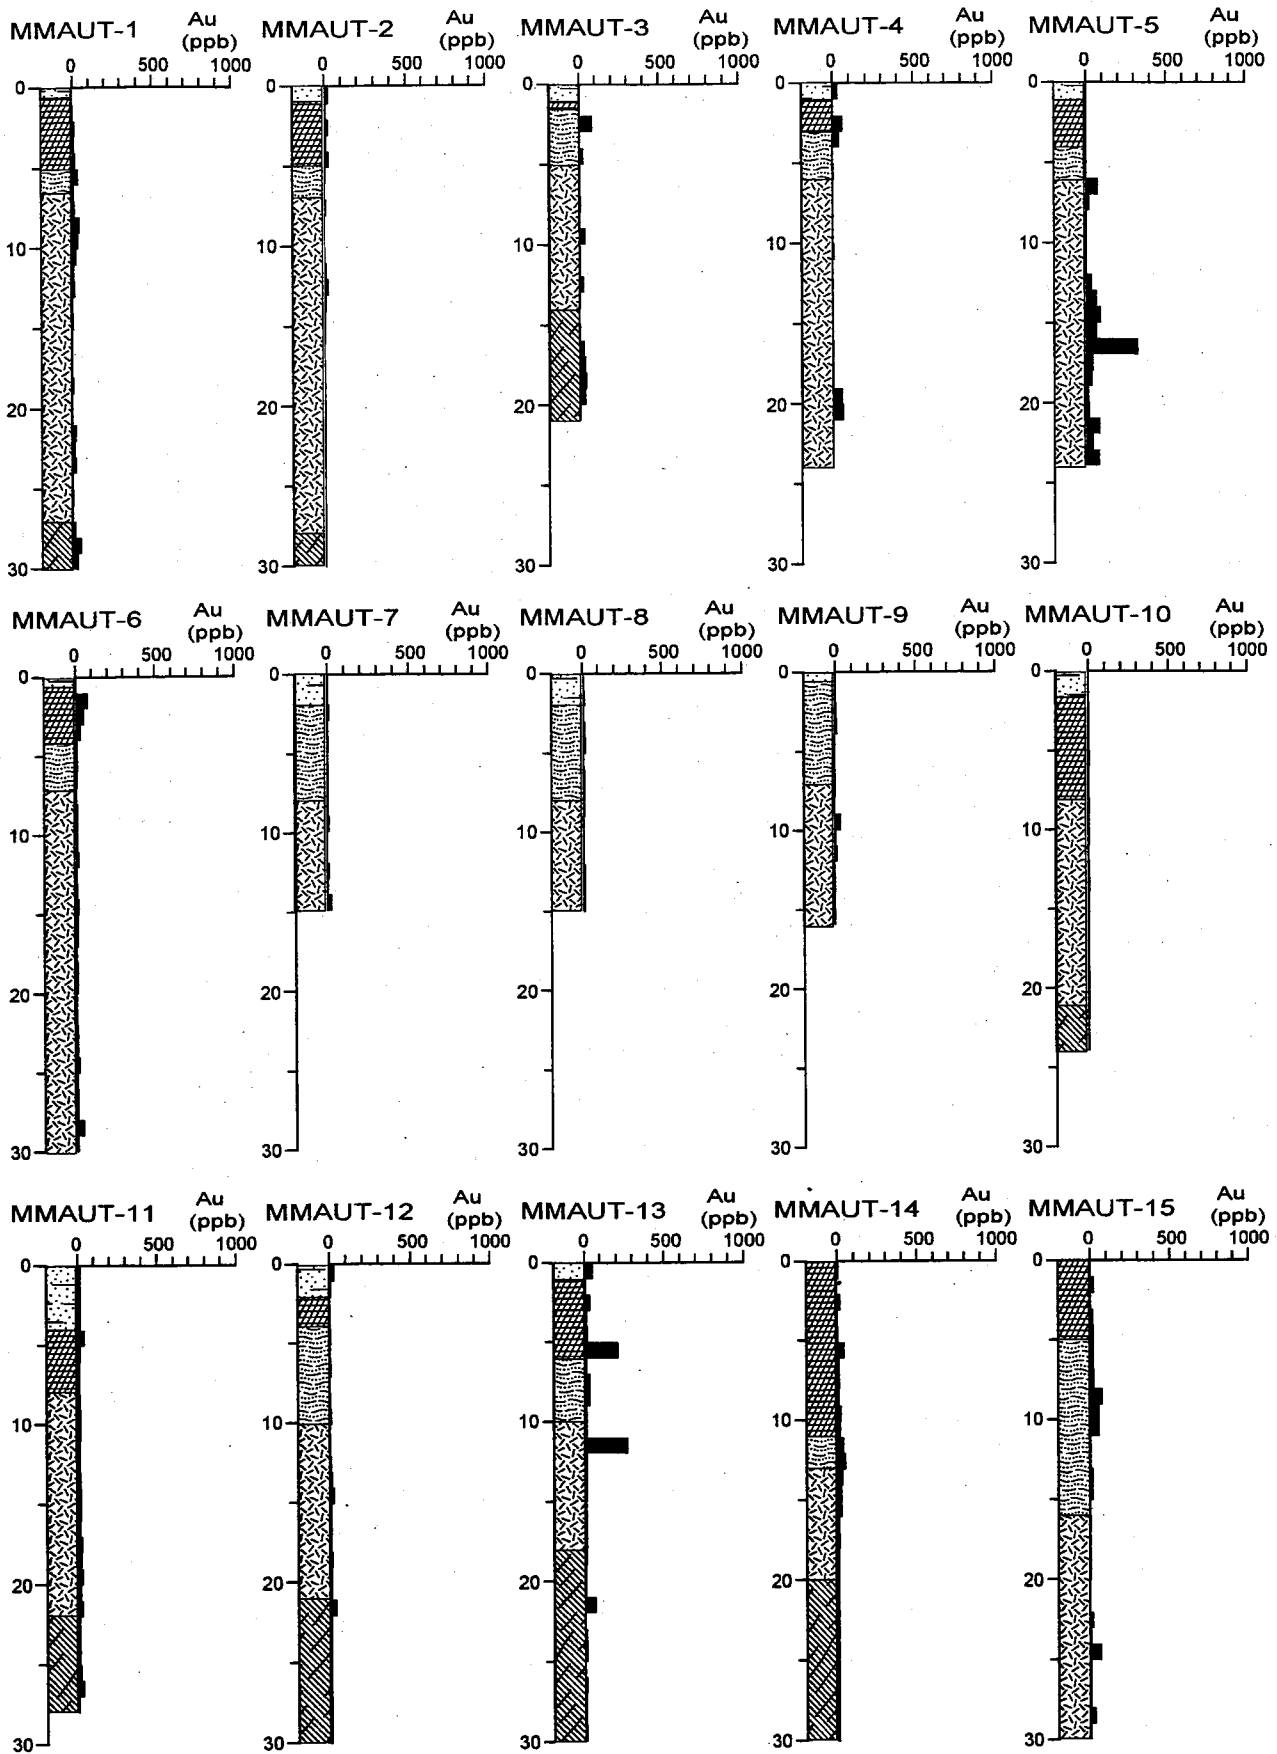 MMAUT-1 Au (ppb) MMAUT-2 Au (ppb) MMAUT-3 Au (ppb) MMAUT-4 Au (ppb) MMAUT-5 Au (ppb)
0 500 1000 0 500 1000 0 500 1000 0 500 1000 0 500 1000
0 0 0 0 0
10 10 10 10 10
20 20 20 20 20
30 30 30 30 30
MMAUT-6 Au (ppb) MMAUT-7 Au (ppb) MMAUT-8 Au (ppb) MMAUT-9 Au (ppb) MMAUT-10 Au (ppb)
0 500 1000 0 500 1000 0 500 1000 0 500 1000 0 500 1000
0 0 0 0 0
10 10 10 10 10
20 20 20 20 20
30 30 30 30 30
MMAUT-11 Au (ppb) MMAUT-12 Au (ppb) MMAUT-13 Au (ppb) MMAUT-14 Au (ppb) MMAUT-15 Au (ppb)
0 500 1000 0 500 1000 0 500 1000 0 500 1000 0 500 1000
0 0 0 0 0
10 10 10 10 10
20 20 20 20 20
30 30 30 30 30